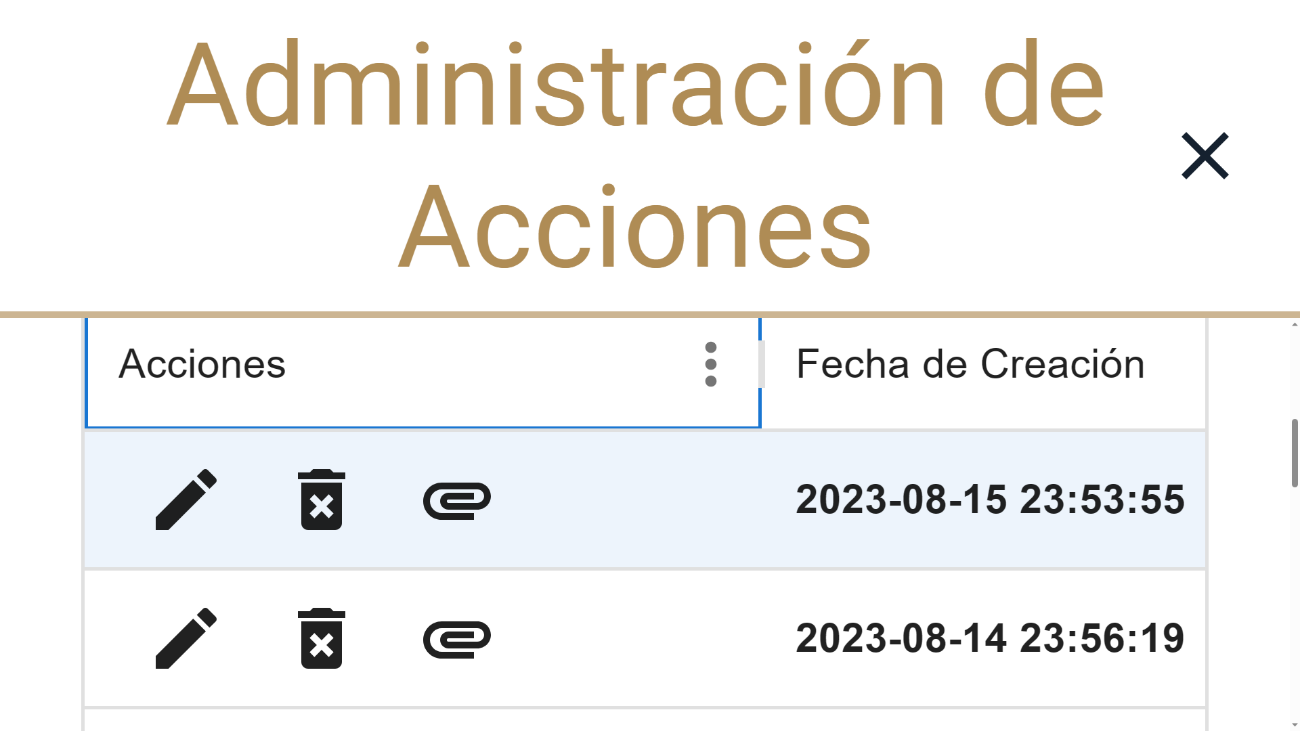 Administración de
Acciones
Acciones
Fecha de Creación
2023-08-15 23:53:55
2023-08-14 23:56:19